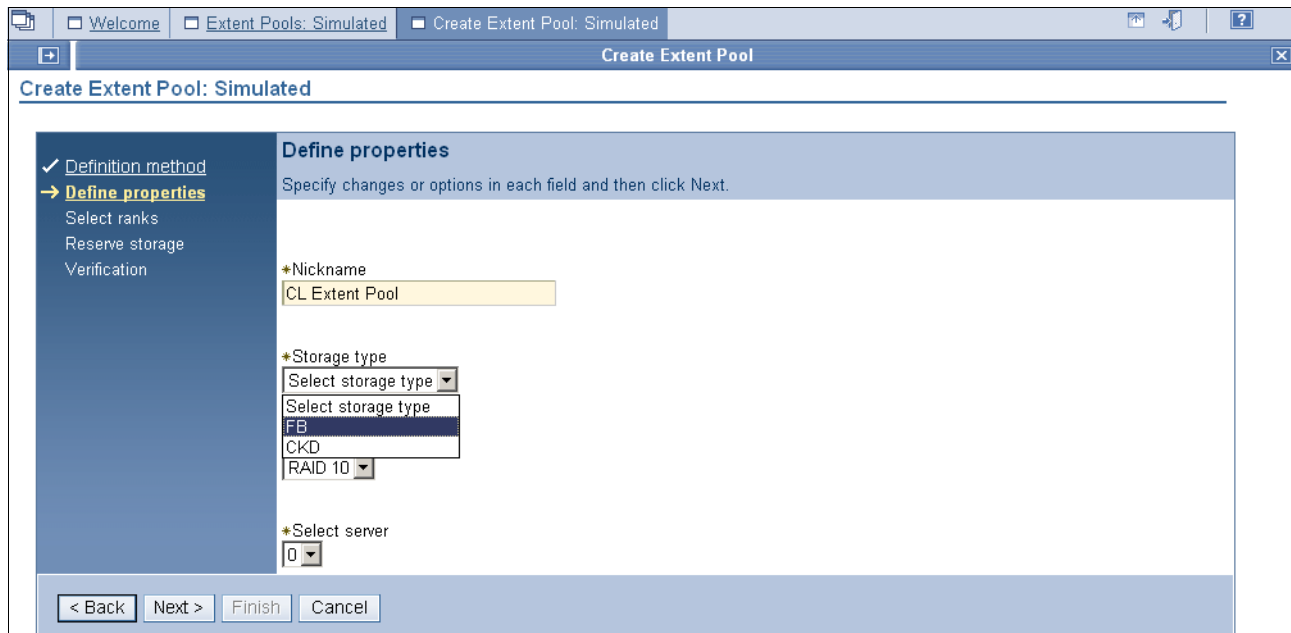 Welcome
Extent Pools: Simulated
Create Extent Pool: Simulated
?
Create Extent Pool
Create Extent Pool: Simulated
Definition method
Define properties
Select ranks
Reserve storage
Verification
Define properties
Specify changes or options in each field and then click Next.
*Nickname
CL Extent Pool
*Storage type
Select storage type
Select storage type
FB
CKD
RAID 10
*Select server
0
< Back
Next >
Finish
Cancel